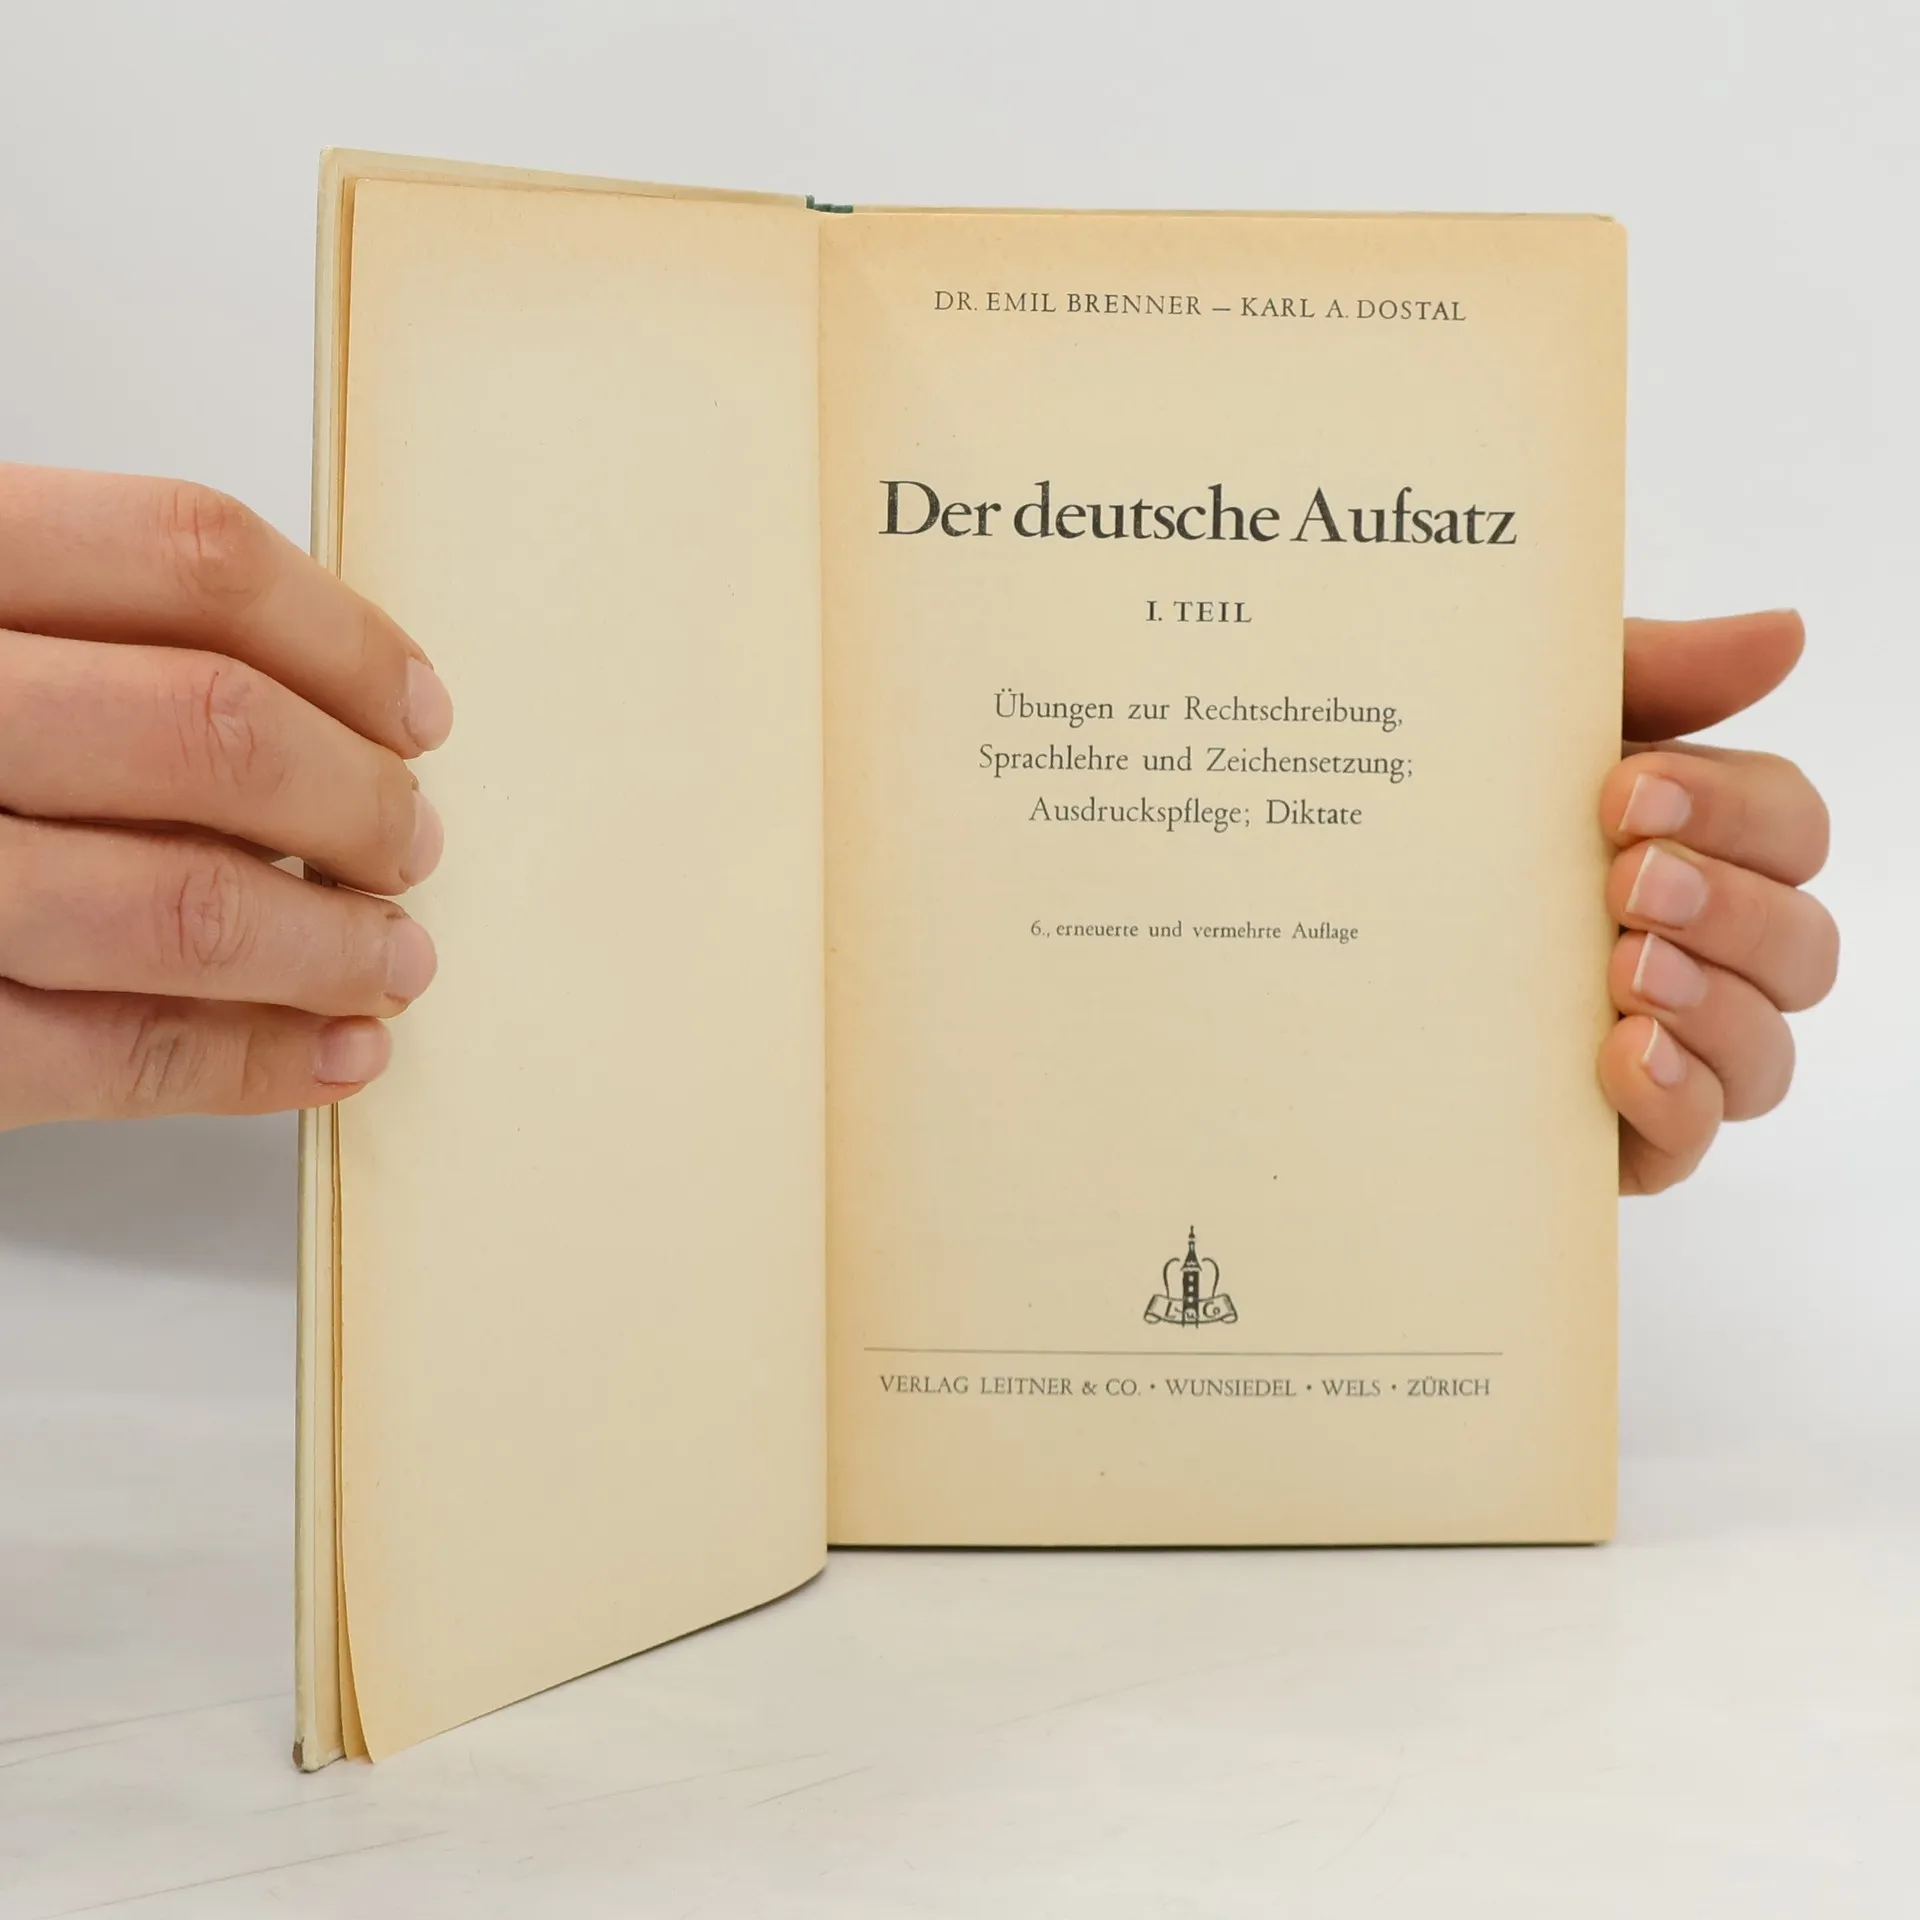 DR. EMIL BRENNER – KARL A. DOSTAL
Der deutsche Aufsatz
I. TEIL
Übungen zur Rechtschreibung,
Sprachlehre und Zeichensetzung;
Ausdruckspflege; Diktate
6., erneuerte und vermehrte Auflage
L u Co
VERLAG LEITNER & CO. • WUNSIEDEL • WELS • ZÜRICH